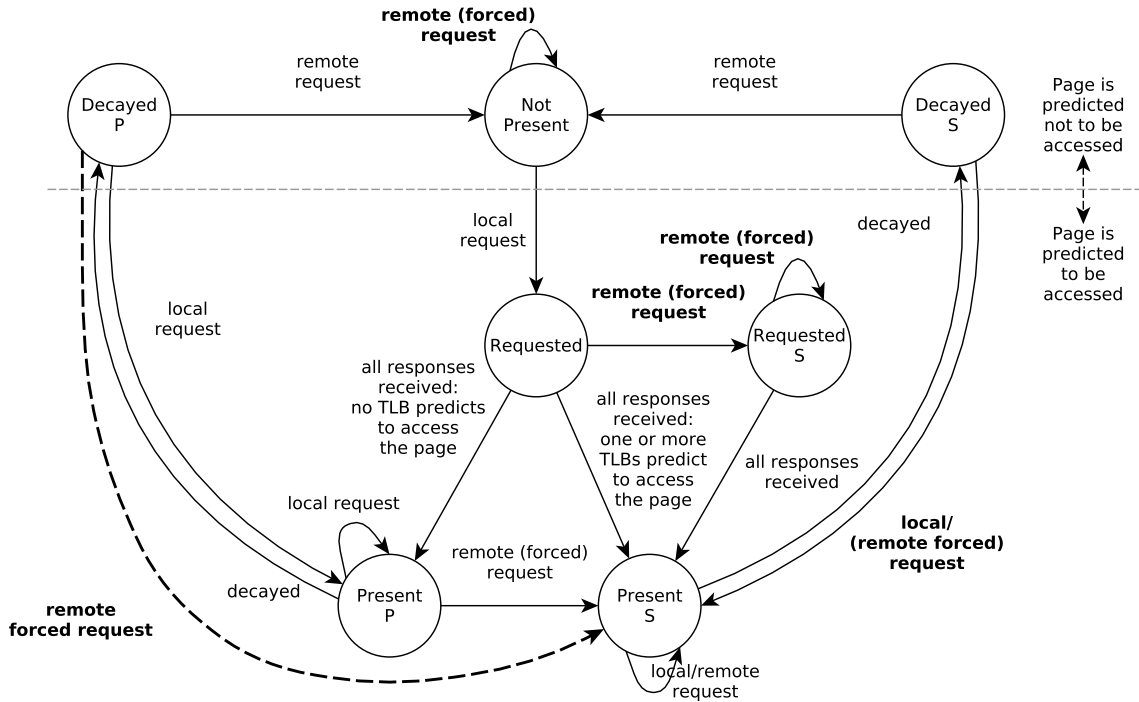 remote (forced)
request
remote
request
remote
request
Decayed
P
Not
Present
Decayed
S
Page is
predicted
not to be
accessed
local
request
decayed
Page is
predicted
to be
accessed
remote (forced)
request
remote (forced)
request
local
request
Requested
Requested
S
all responses
received:
no TLB predicts
to access
the page
all responses
received:
one or more
TLBs predict
to access
the page
all responses
received
local request
local/
(remote forced)
request
remote (forced)
request
decayed
Present
P
Present
S
remote
forced request
local/remote
request